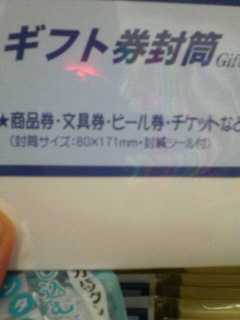 ギフト券封筒 Gift
★商品券・文具券・ビール券・チケットなど
(封筒サイズ:80×171mm・封緘シール付)